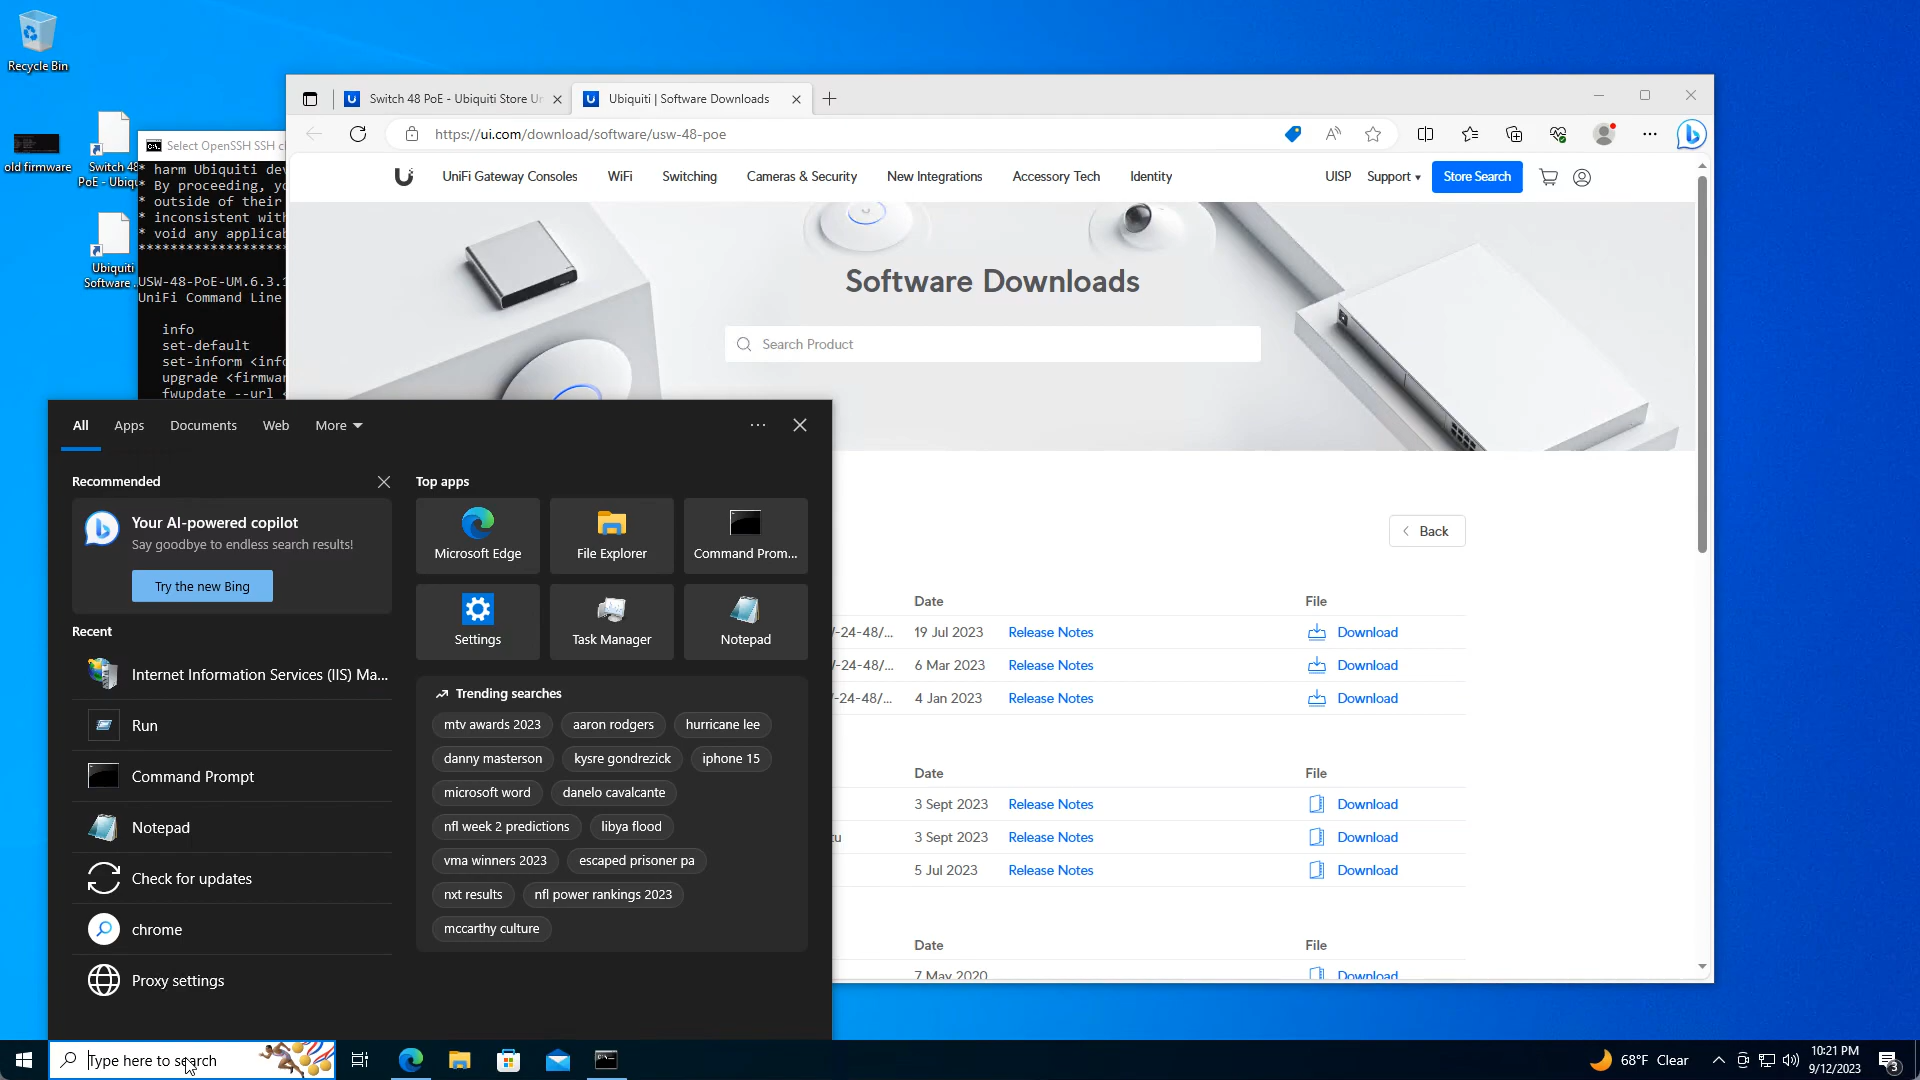 Recycle Bin
old firmware
Switch 48
PoE - Ubiqu
Ubiquiti
Software ...
Select OpenSSH SSH c
* harm Ubiquiti dev
* By proceeding, yo
* outside of their
* inconsistent with
* void any applicab
*******************
USW-48-PoE-UM.6.3.1
UniFi Command Line
info
set-default
set-inform <info
upgrade <firmwar
fwupdate --url <
Switch 48 PoE - Ubiquiti Store Un
Ubiquiti | Software Downloads
https://ui.com/download/software/usw-48-poe
UniFi Gateway Consoles
WiFi
Switching
Cameras & Security
New Integrations
Accessory Tech
Identity
UISP
Support
Store Search
Software Downloads
Search Product
Back
Date
File
/-24-48/...
19 Jul 2023
Release Notes
Download
/-24-48/...
6 Mar 2023
Release Notes
Download
/-24-48/...
4 Jan 2023
Release Notes
Download
Date
File
3 Sept 2023
Release Notes
Download
tu
3 Sept 2023
Release Notes
Download
5 Jul 2023
Release Notes
Download
Date
File
7 May 2020
Download
All
Apps
Documents
Web
More
Recommended
Your AI-powered copilot
Say goodbye to endless search results!
Try the new Bing
Recent
Internet Information Services (IIS) Ma...
Run
Command Prompt
Notepad
Check for updates
chrome
Proxy settings
Top apps
Microsoft Edge
File Explorer
Command Prom...
Settings
Task Manager
Notepad
Trending searches
mtv awards 2023
aaron rodgers
hurricane lee
danny masterson
kysre gondrezick
iphone 15
microsoft word
danelo cavalcante
nfl week 2 predictions
libya flood
vma winners 2023
escaped prisoner pa
nxt results
nfl power rankings 2023
mccarthy culture
Type here to search
68°F Clear
10:21 PM
9/12/2023
3